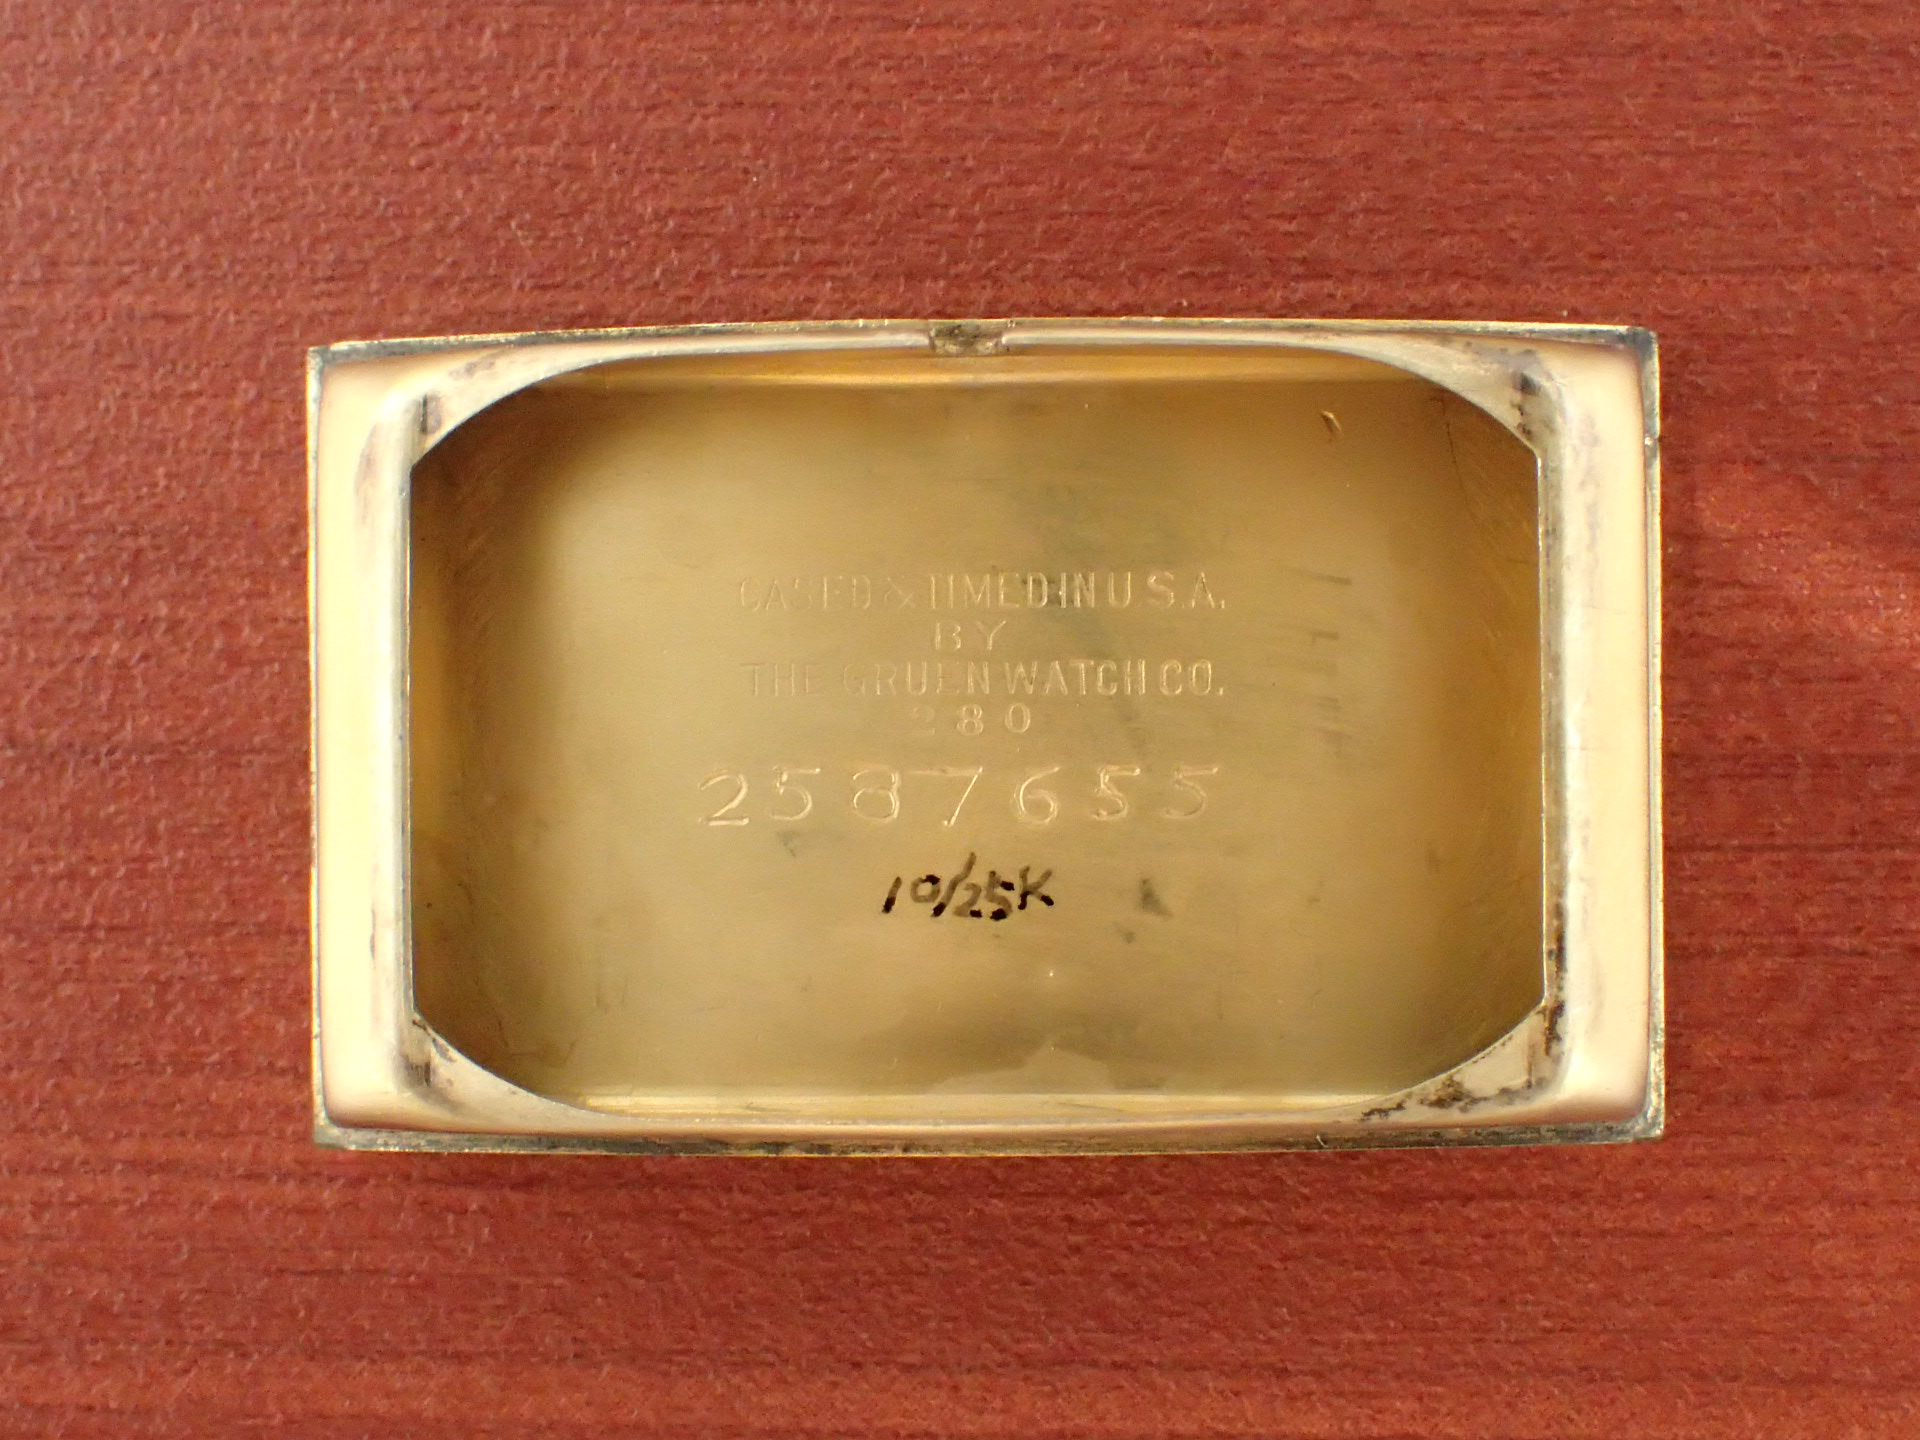 CASED & TIMED IN U.S.A.
BY
THE GRUEN WATCH CO.
280
2587655
10/25K